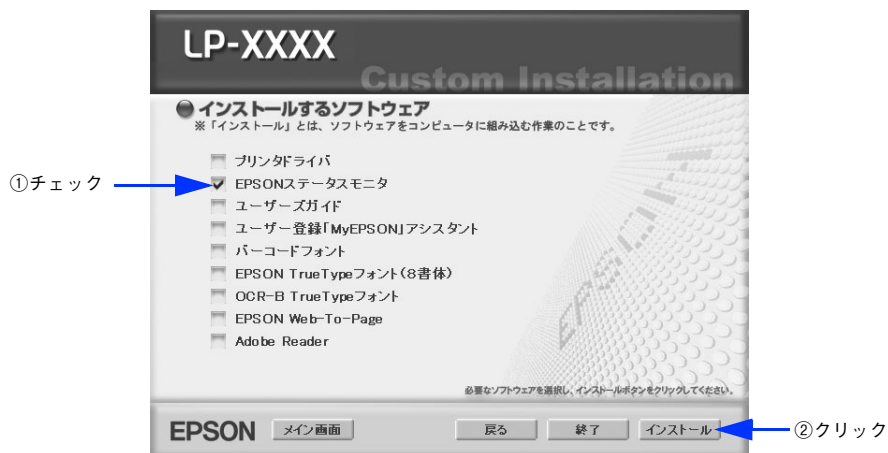 LP-XXXX
Custom Installation
インストールするソフトウェア
※「インストール」とは、ソフトウェアをコンピュータに組み込む作業のことです。
プリンタドライバ
①チェック
EPSONステータスモニタ
ユーザーズガイド
ユーザー登録「MyEPSON」アシスタント
バーコードフォント
EPSON TrueTypeフォント(8書体)
OCR-B TrueTypeフォント
EPSON Web-To-Page
Adobe Reader
EPSON
必要なソフトウェアを選択し、インストールボタンをクリックしてください。
EPSON メイン画面 戻る 終了 インストール ②クリック